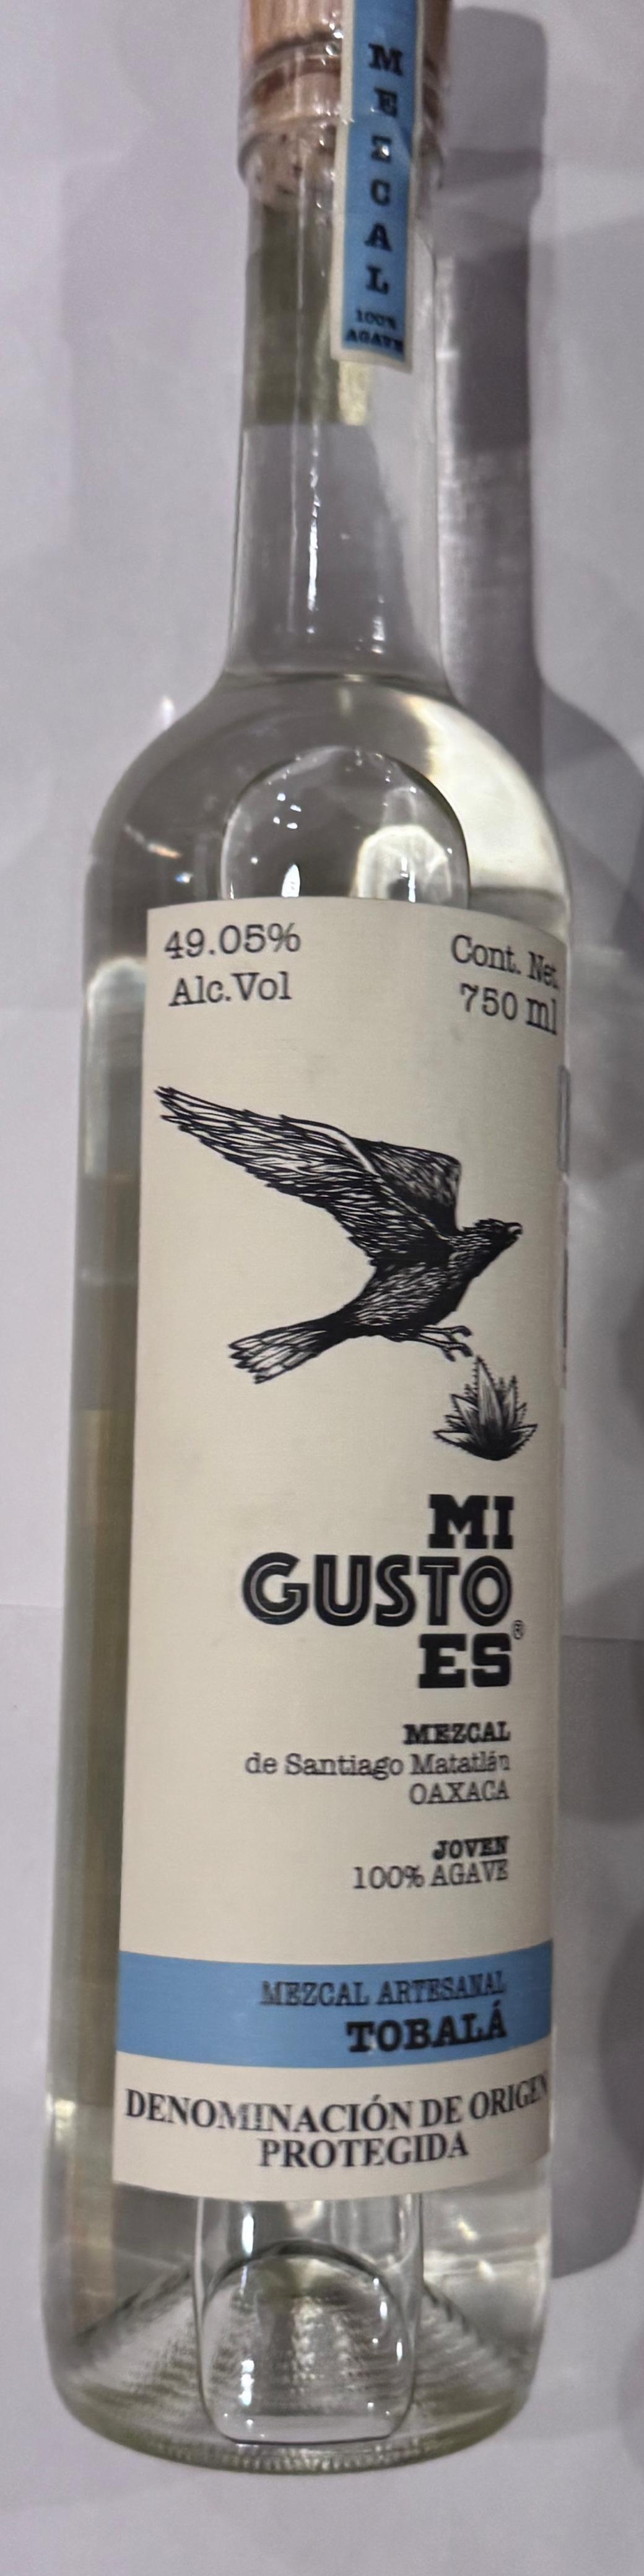 MEZCAL
100%
AGAVE
49.05%
Alc.Vol
Cont. Net.
750 ml
MI
GUSTO
ES®
MEZCAL
de Santiago Matatlán
OAXACA
JOVEN
100% AGAVE
MEZCAL ARTESANAL
TOBALÁ
DENOMINACIÓN DE ORIGEN
PROTEGIDA